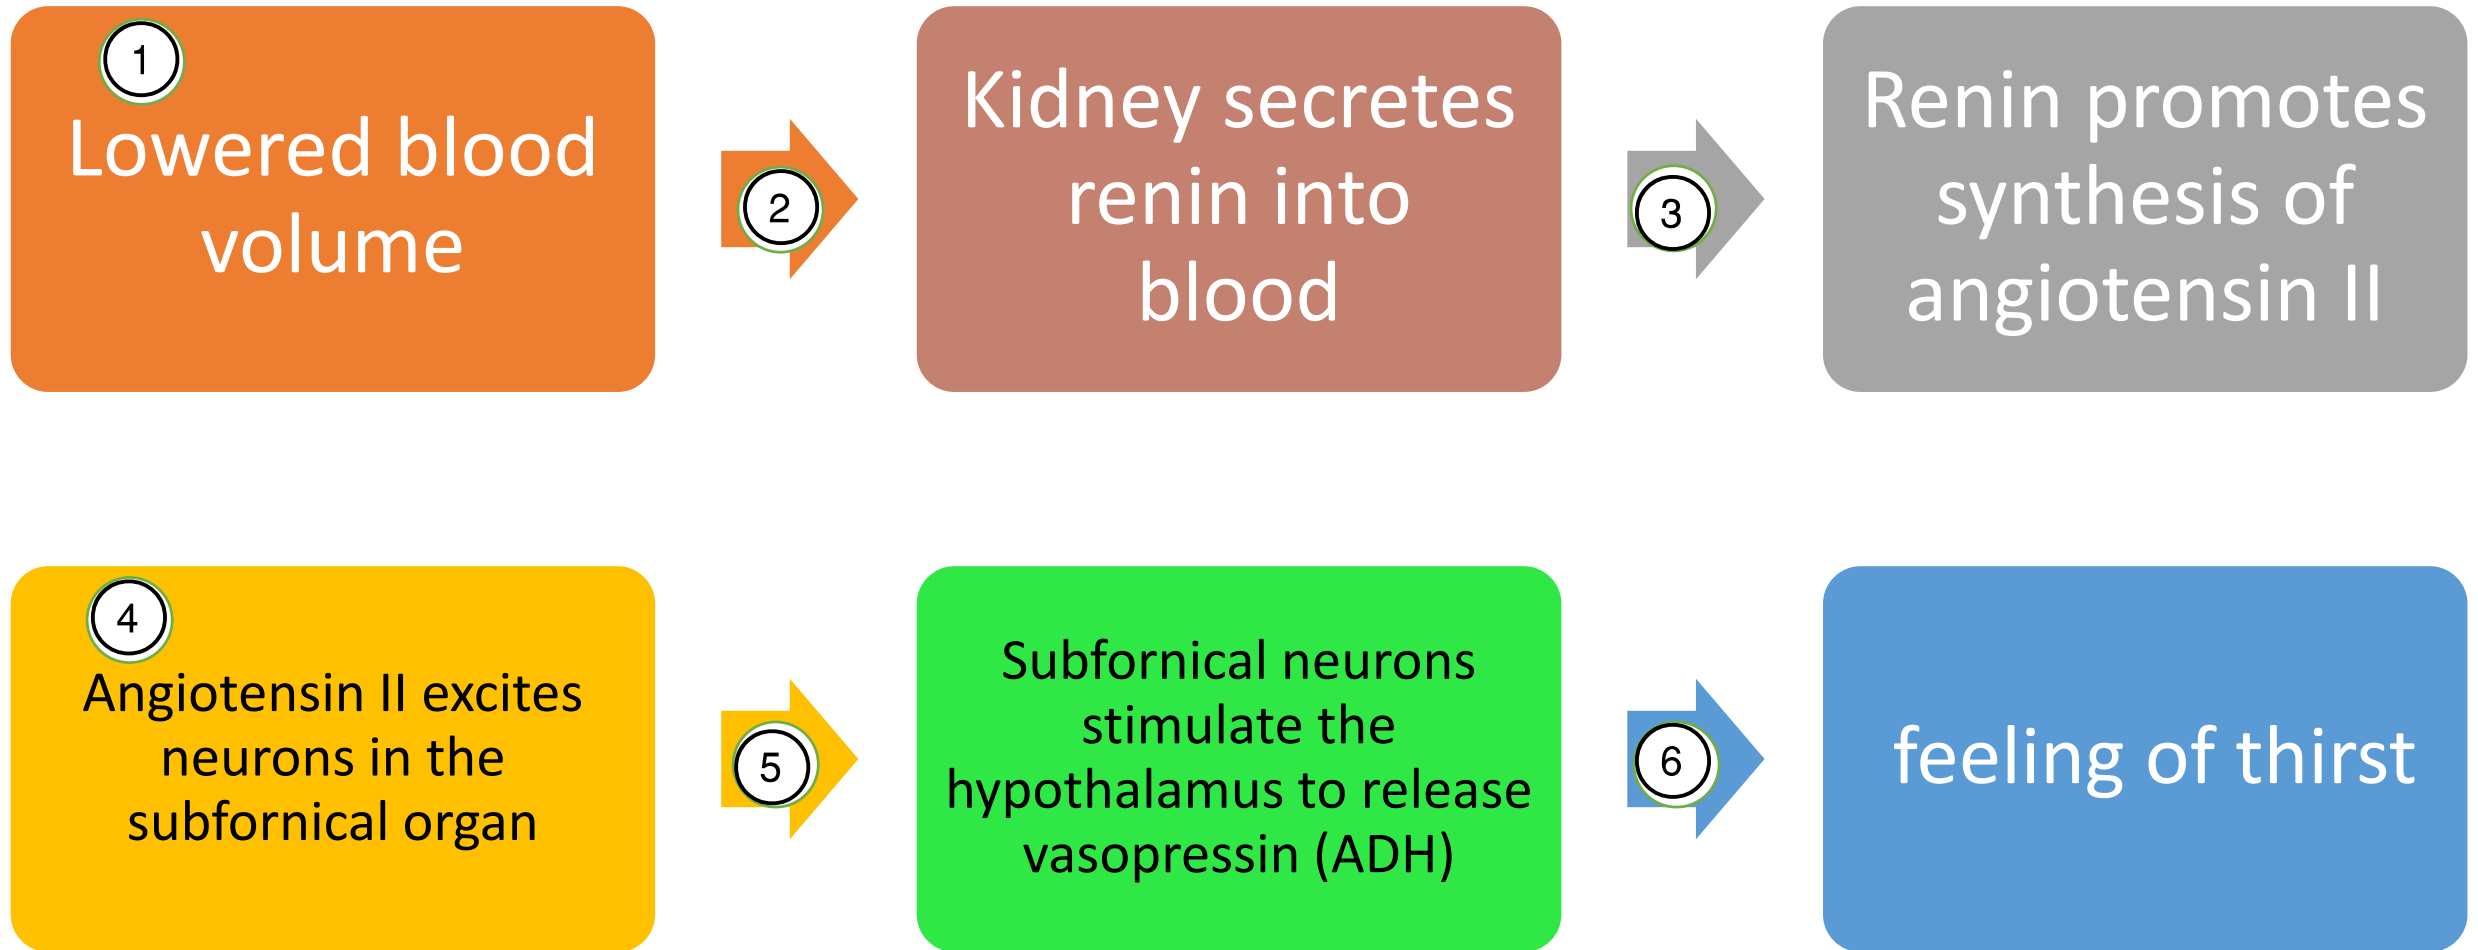 1
Lowered blood
volume
2
Kidney secretes
renin into
blood
3
Renin promotes
synthesis of
angiotensin II
4
Angiotensin II excites
neurons in the
subfornical organ
5
Subfornical neurons
stimulate the
hypothalamus to release
vasopressin (ADH)
6
feeling of thirst